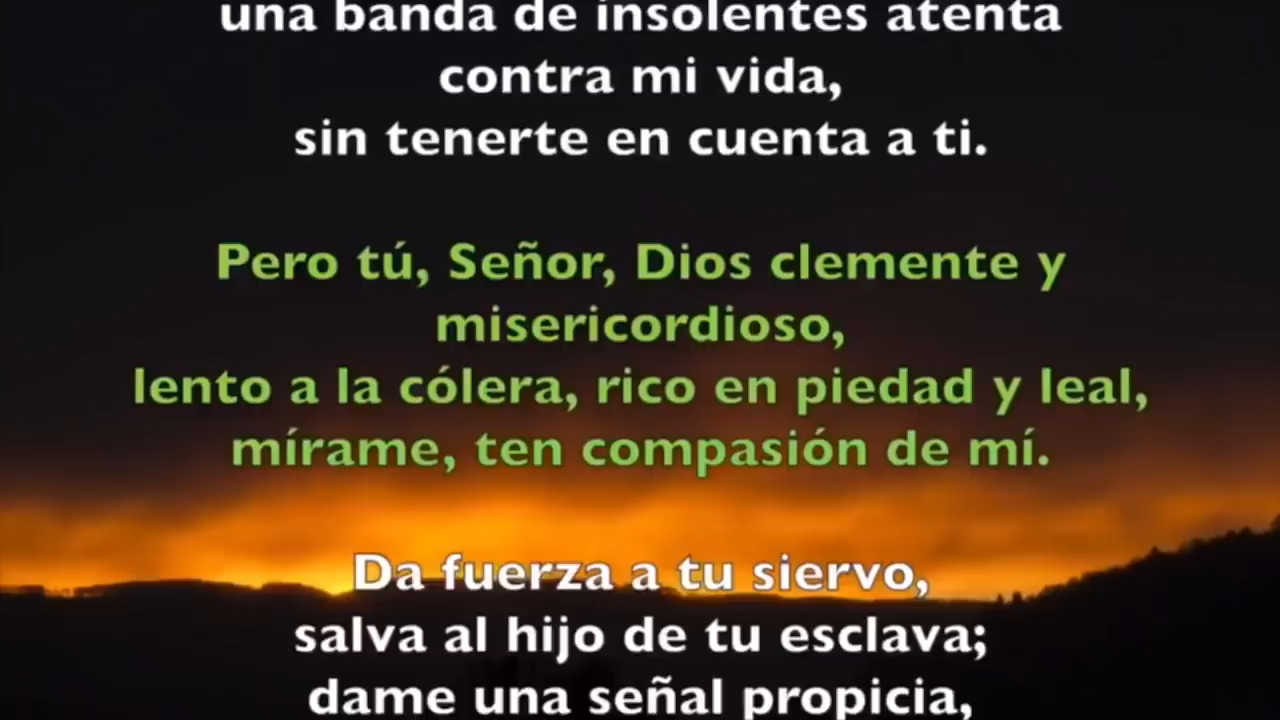 una banda de insolentes atenta
contra mi vida,
sin tenerte en cuenta a ti.
Pero tú, Señor, Dios clemente y
misericordioso,
lento a la cólera, rico en piedad y leal,
mírame, ten compasión de mí.
Da fuerza a tu siervo,
salva al hijo de tu esclava;
dame una señal propicia,